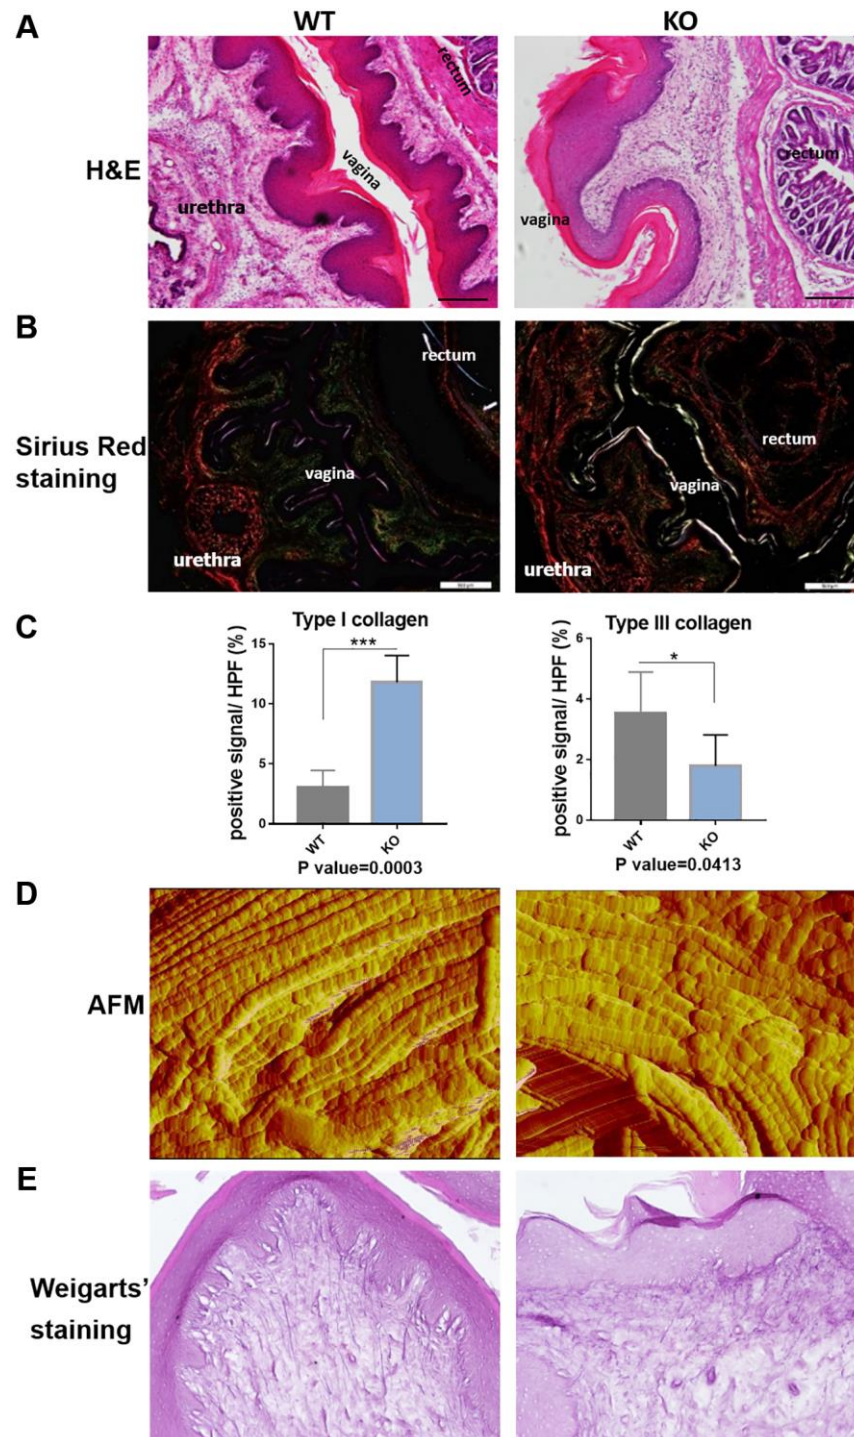 WT
KO
A
H&E
urethra
vagina
rectum
vagina
rectum
B
Sirius Red
staining
rectum
vagina
urethra
rectum
vagina
urethra
C
Type I collagen
positive signal/ HPF (%)
15
10
5
0
***
WT
KO
P value=0.0003
Type III collagen
positive signal/ HPF (%)
6
4
2
0
*
WT
KO
P value=0.0413
D
AFM
E
Weigarts’
staining